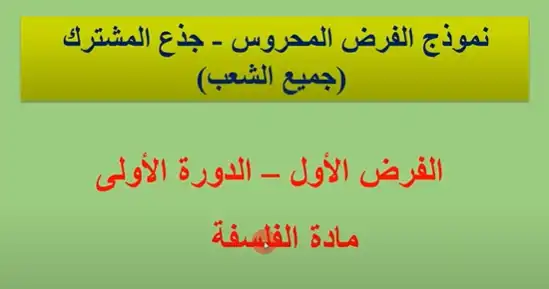 نموذج الفرض المحروس - جذع المشترك
(جميع الشعب)
الفرض الأول – الدورة الأولى
مادة الفلسفة